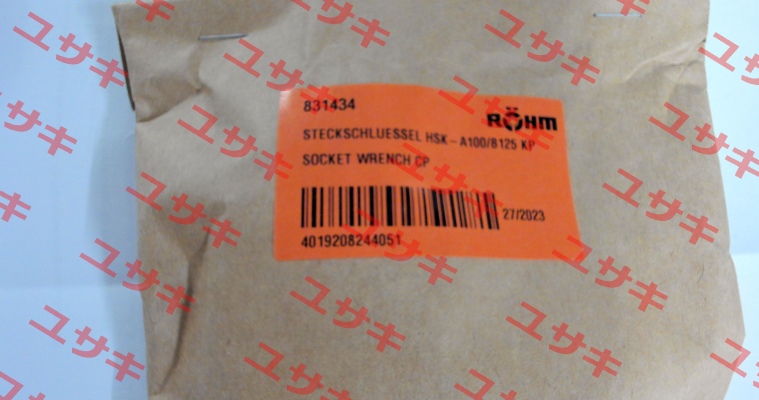 831434
RÖHM
STECKSCHLUESSEL HSK - A100/B125 KP
SOCKET WRENCH CP
27/2023
4019208244051
ユサキ